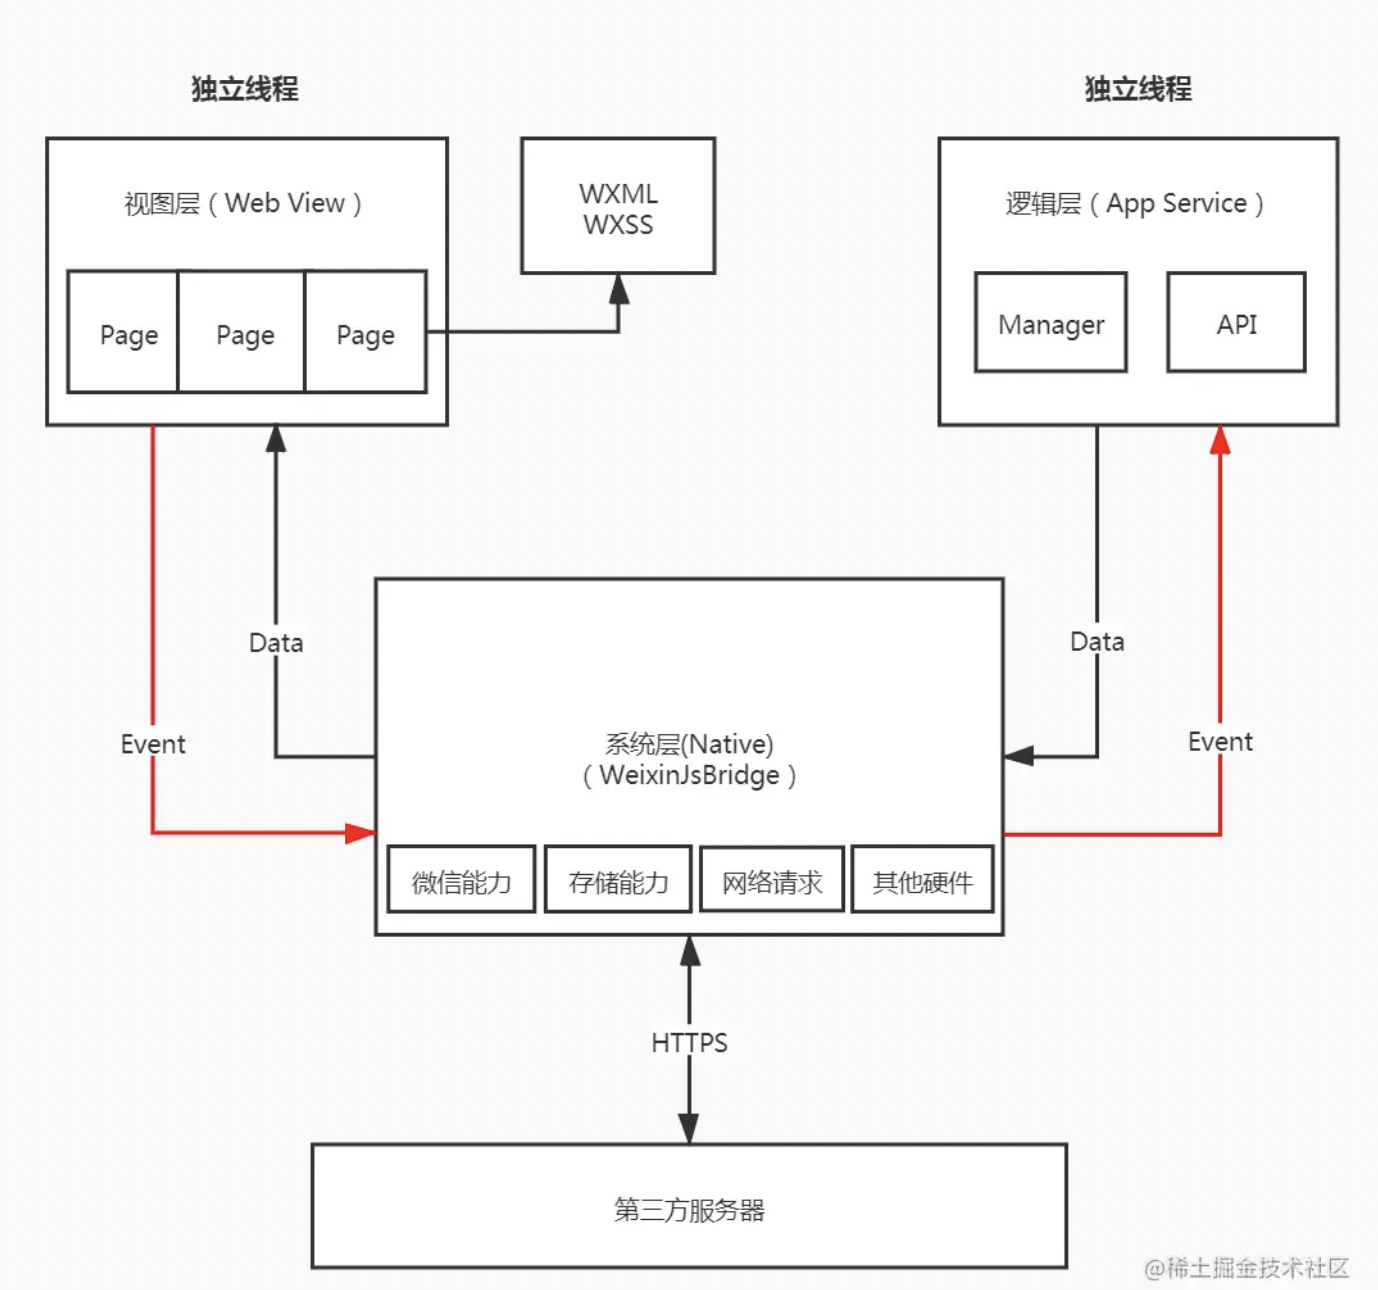 独立线程
独立线程
视图层（Web View）
Page
Page
Page
WXML
WXSS
逻辑层（App Service）
Manager
API
Data
Event
Data
Event
系统层(Native)
（WeixinJsBridge）
微信能力
存储能力
网络请求
其他硬件
HTTPS
第三方服务器
@稀土掘金技术社区